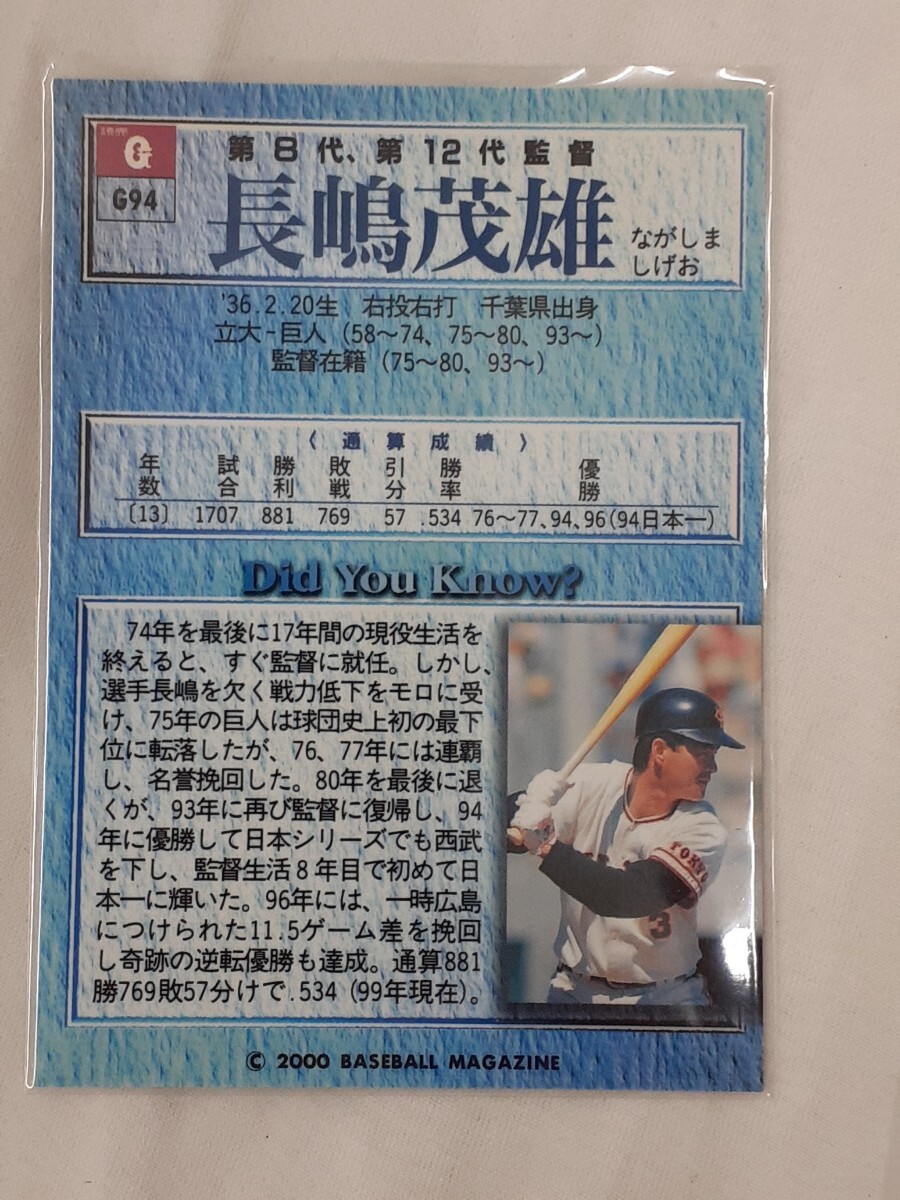 G
G94
第8代、第12代監督
長嶋茂雄
ながしま
しげお
'36.2.20生 右投右打 千葉県出身
立大-巨人(58〜74、75〜80、93〜)
監督在籍(75〜80、93〜)
〈通算成績〉
年数 試合 勝利 敗戦 引分 勝率 優勝
〔13〕 1707 881 769 57 .534 76〜77、94、96(94日本一)
Did You Know?
74年を最後に17年間の現役生活を
終えると、すぐ監督に就任。しかし、
選手長嶋を欠く戦力低下をモロに受
け、75年の巨人は球団史上初の最下
位に転落したが、76、77年には連覇
し、名誉挽回した。80年を最後に退
くが、93年に再び監督に復帰し、94
年に優勝して日本シリーズでも西武
を下し、監督生活8年目で初めて日
本一に輝いた。96年には、一時広島
につけられた11.5ゲーム差を挽回
し奇跡の逆転優勝も達成。通算881
勝769敗57分けで.534(99年現在)。
TOKYO
3
© 2000 BASEBALL MAGAZINE